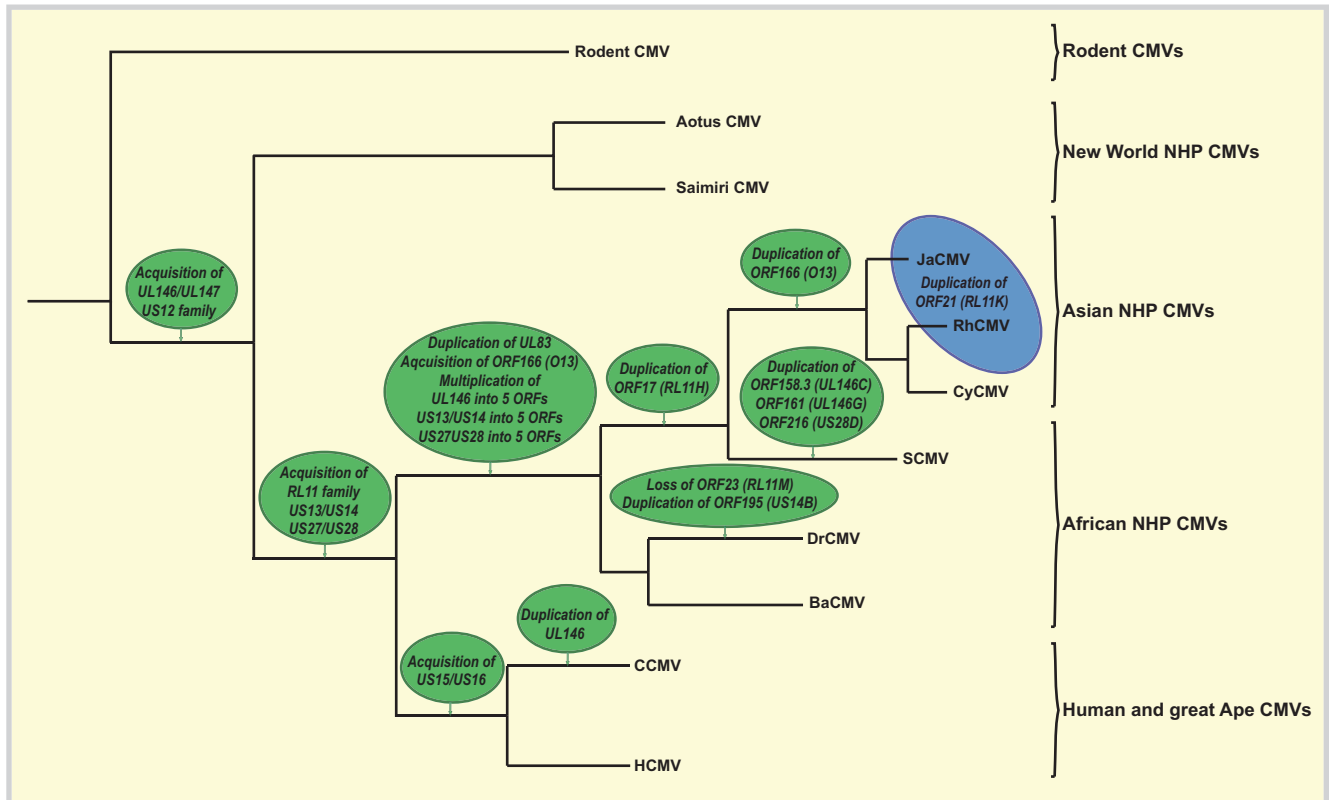 Rodent CMV
Rodent CMVs
Aotus CMV
New World NHP CMVs
Saimiri CMV
Duplication of
ORF166 (O13)
JaCMV
Duplication of
ORF21 (RL11K)
RhCMV
CyCMV
Asian NHP CMVs
Acquisition of
UL146/UL147
US12 family
Duplication of UL83
Aqcuisition of ORF166 (O13)
Multiplication of
UL146 into 5 ORFs
US13/US14 into 5 ORFs
US27US28 into 5 ORFs
Duplication of
ORF17 (RL11H)
Duplication of
ORF158.3 (UL146C)
ORF161 (UL146G)
ORF216 (US28D)
SCMV
Acquisition of
RL11 family
US13/US14
US27/US28
Loss of ORF23 (RL11M)
Duplication of ORF195 (US14B)
DrCMV
African NHP CMVs
BaCMV
Duplication of
UL146
Acquisition of
US15/US16
CCMV
Human and great Ape CMVs
HCMV